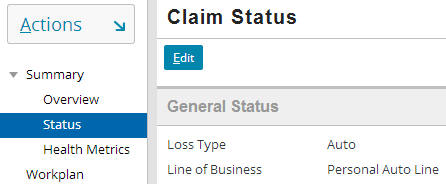 Actions
Summary
Overview
Status
Health Metrics
Workplan
Claim Status
Edit
General Status
Loss Type Auto
Line of Business Personal Auto Line